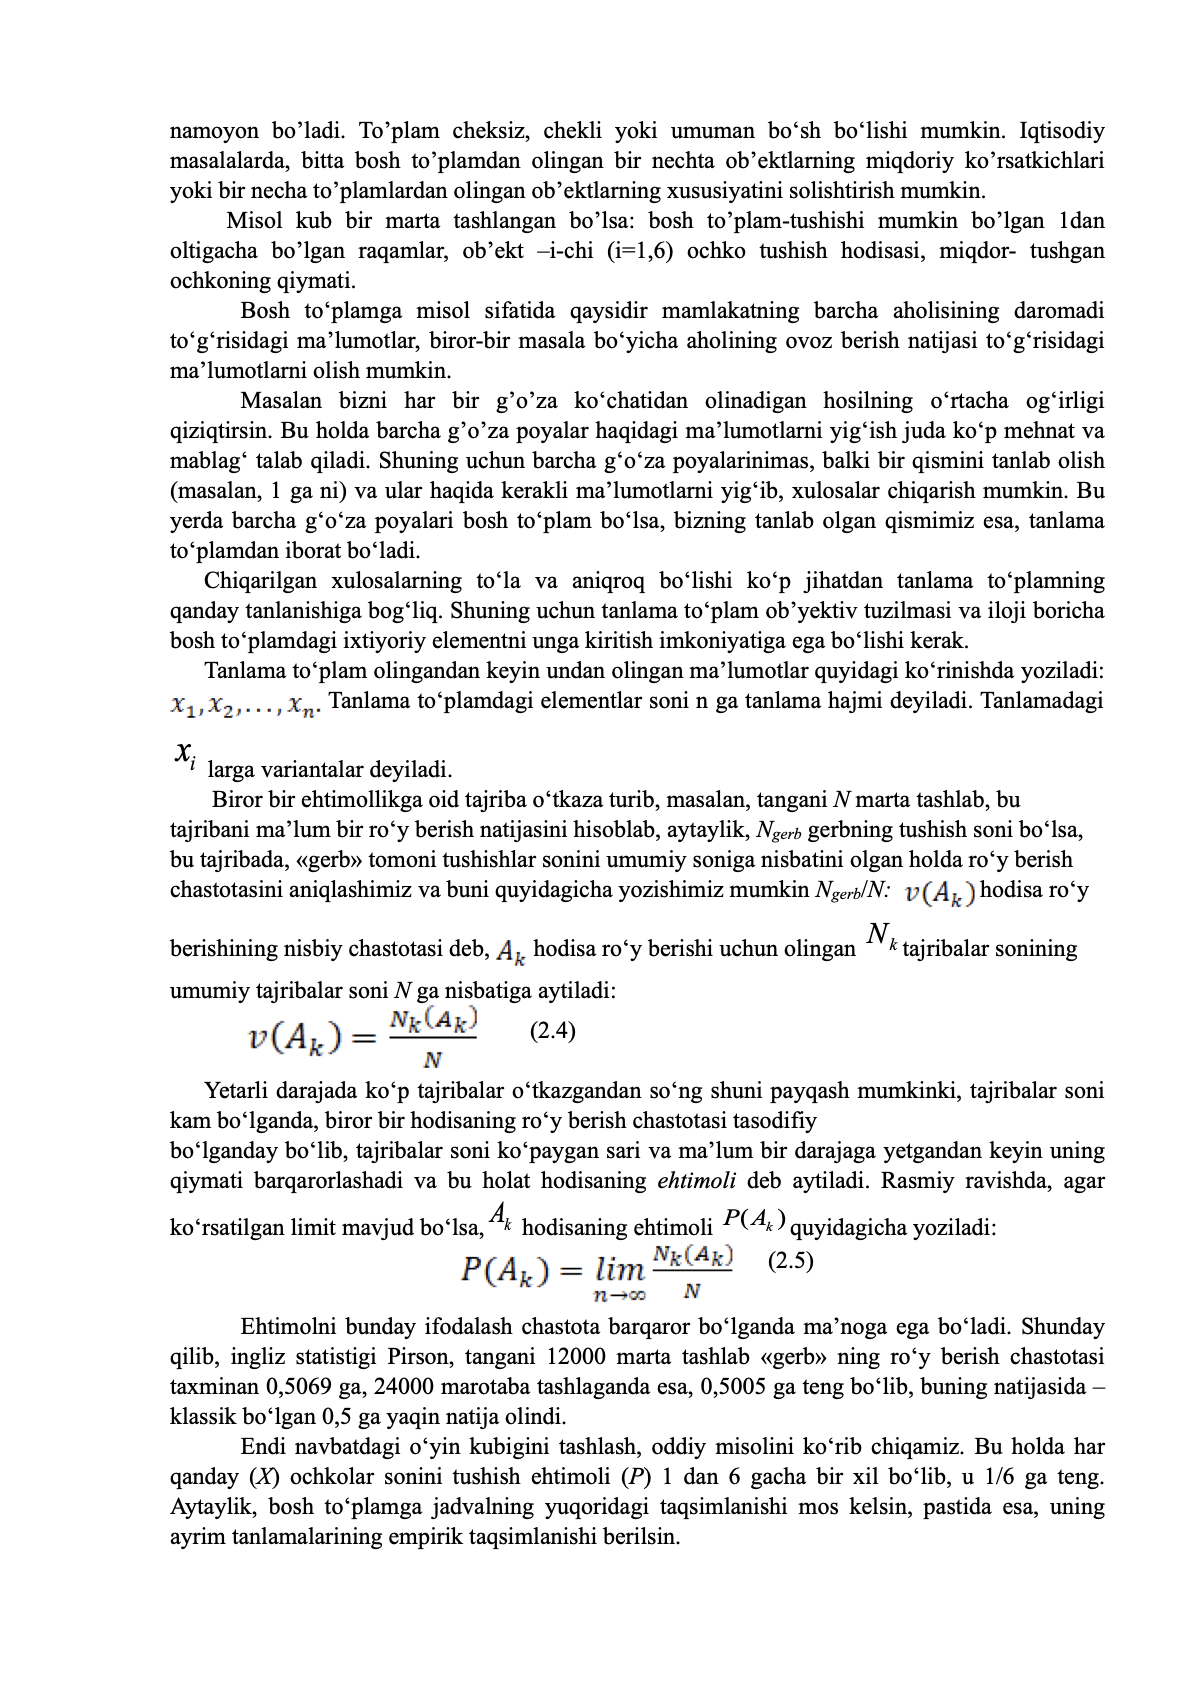 namoyon bo’ladi. To’plam cheksiz, chekli yoki umuman bo‘sh bo‘lishi mumkin. Iqtisodiy
masalalarda, bitta bosh to’plamdan olingan bir nechta ob’ektlarning miqdoriy ko’rsatkichlari
yoki bir necha to’plamlardan olingan ob’ektlarning xususiyatini solishtirish mumkin.
Misol kub bir marta tashlangan bo’lsa: bosh to’plam-tushishi mumkin bo’lgan 1dan
oltigacha bo’lgan raqamlar, ob’ekt –i-chi (i=1,6) ochko tushish hodisasi, miqdor- tushgan
ochkoning qiymati.
Bosh to‘plamga misol sifatida qaysidir mamlakatning barcha aholisining daromadi
to‘g‘risidagi ma’lumotlar, biror-bir masala bo‘yicha aholining ovoz berish natijasi to‘g‘risidagi
ma’lumotlarni olish mumkin.
Masalan bizni har bir g’o’za ko‘chatidan olinadigan hosilning o‘rtacha og‘irligi
qiziqtirsin. Bu holda barcha g’o’za poyalar haqidagi ma’lumotlarni yig‘ish juda ko‘p mehnat va
mablag‘ talab qiladi. Shuning uchun barcha g‘o‘za poyalarinimas, balki bir qismini tanlab olish
(masalan, 1 ga ni) va ular haqida kerakli ma’lumotlarni yig‘ib, xulosalar chiqarish mumkin. Bu
yerda barcha g‘o‘za poyalari bosh to‘plam bo‘lsa, bizning tanlab olgan qismimiz esa, tanlama
to‘plamdan iborat bo‘ladi.
Chiqarilgan xulosalarning to‘la va aniqroq bo‘lishi ko‘p jihatdan tanlama to‘plamning
qanday tanlanishiga bog‘liq. Shuning uchun tanlama to‘plam ob’yektiv tuzilmasi va iloji boricha
bosh to‘plamdagi ixtiyoriy elementni unga kiritish imkoniyatiga ega bo‘lishi kerak.
Tanlama to‘plam olingandan keyin undan olingan ma’lumotlar quyidagi ko‘rinishda yoziladi:
x₁, x₂, . . . , xₙ. Tanlama to‘plamdagi elementlar soni n ga tanlama hajmi deyiladi. Tanlamadagi
xᵢ larga variantalar deyiladi.
Biror bir ehtimollikga oid tajriba o‘tkaza turib, masalan, tangani N marta tashlab, bu
tajribani ma’lum bir ro‘y berish natijasini hisoblab, aytaylik, N_gerb gerbning tushish soni bo‘lsa,
bu tajribada, «gerb» tomoni tushishlar sonini umumiy soniga nisbatini olgan holda ro‘y berish
chastotasini aniqlashimiz va buni quyidagicha yozishimiz mumkin N_gerb/N: v(Aₖ) hodisa ro‘y
berishining nisbiy chastotasi deb, Aₖ hodisa ro‘y berishi uchun olingan Nₖ tajribalar sonining
umumiy tajribalar soni N ga nisbatiga aytiladi:
v(Aₖ) = Nₖ(Aₖ)/N (2.4)
Yetarli darajada ko‘p tajribalar o‘tkazgandan so‘ng shuni payqash mumkinki, tajribalar soni
kam bo‘lganda, biror bir hodisaning ro‘y berish chastotasi tasodifiy
bo‘lganday bo‘lib, tajribalar soni ko‘paygan sari va ma’lum bir darajaga yetgandan keyin uning
qiymati barqarorlashadi va bu holat hodisaning ehtimoli deb aytiladi. Rasmiy ravishda, agar
ko‘rsatilgan limit mavjud bo‘lsa, Aₖ hodisaning ehtimoli P(Aₖ) quyidagicha yoziladi:
P(Aₖ) = lim n→∞ Nₖ(Aₖ)/N (2.5)
Ehtimolni bunday ifodalash chastota barqaror bo‘lganda ma’noga ega bo‘ladi. Shunday
qilib, ingliz statistigi Pirson, tangani 12000 marta tashlab «gerb» ning ro‘y berish chastotasi
taxminan 0,5069 ga, 24000 marotaba tashlaganda esa, 0,5005 ga teng bo‘lib, buning natijasida –
klassik bo‘lgan 0,5 ga yaqin natija olindi.
Endi navbatdagi o‘yin kubigini tashlash, oddiy misolini ko‘rib chiqamiz. Bu holda har
qanday (X) ochkolar sonini tushish ehtimoli (P) 1 dan 6 gacha bir xil bo‘lib, u 1/6 ga teng.
Aytaylik, bosh to‘plamga jadvalning yuqoridagi taqsimlanishi mos kelsin, pastida esa, uning
ayrim tanlamalarining empirik taqsimlanishi berilsin.